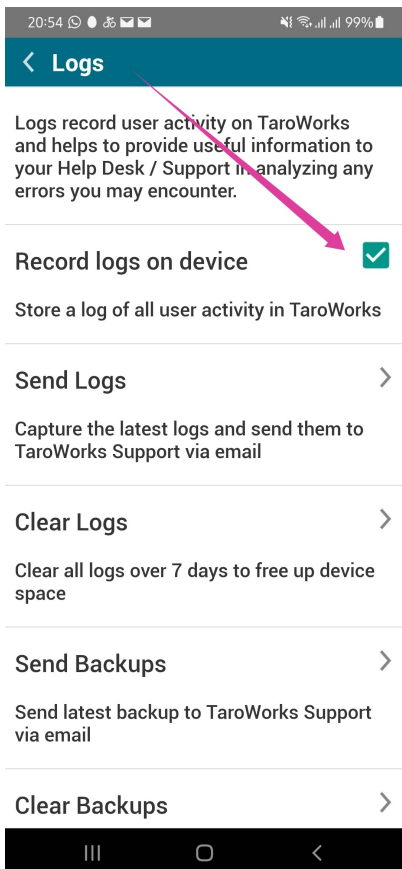 20:54 99%
Logs
Logs record user activity on TaroWorks
and helps to provide useful information to
your Help Desk / Support in analyzing any
errors you may encounter.
Record logs on device
Store a log of all user activity in TaroWorks
Send Logs
Capture the latest logs and send them to
TaroWorks Support via email
Clear Logs
Clear all logs over 7 days to free up device
space
Send Backups
Send latest backup to TaroWorks Support
via email
Clear Backups